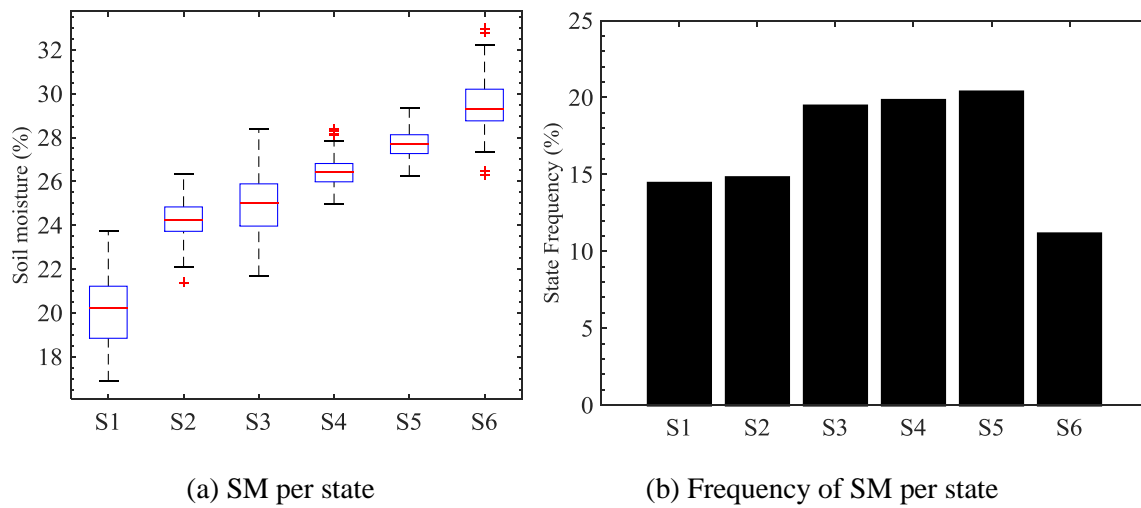 32
30
28
26
24
22
20
18
Soil moisture (%)
S1 S2 S3 S4 S5 S6
(a) SM per state
25
20
15
10
5
0
State Frequency (%)
S1 S2 S3 S4 S5 S6
(b) Frequency of SM per state